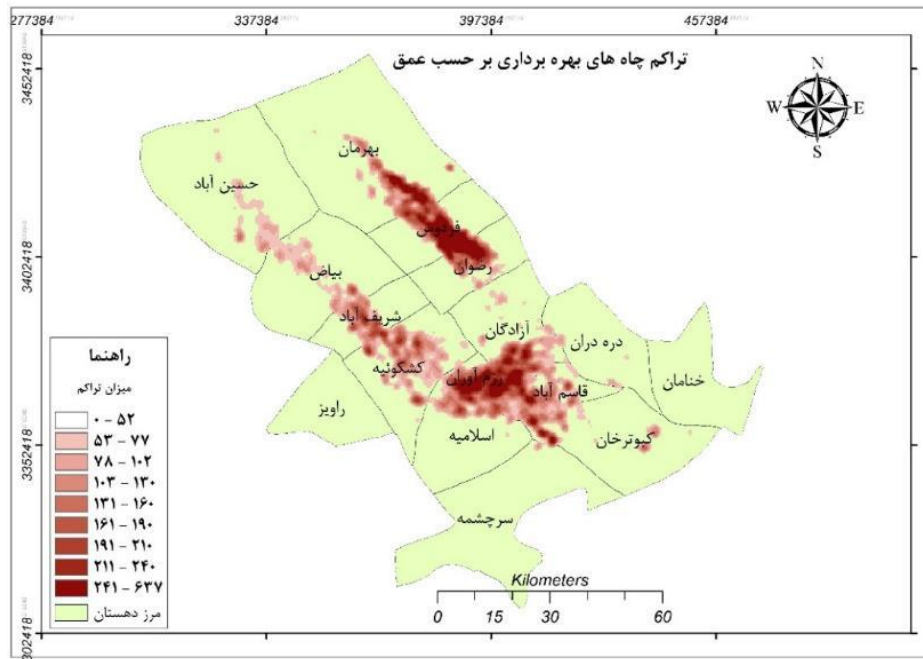 277384 337384 397384 457384
تراکم چاه های بهره برداری بر حسب عمق
N
W E
S
3452418
3402418
3352418
302418
بهرمان
حسین آباد
فردوس
رضوان
بیاض
شریف آباد
آزادگان
دره دران
کشکوئیه
رزم آوران
قاسم آباد
خنامان
راویز
اسلامیه
کبوترخان
سرچشمه
راهنما
میزان تراکم
۰ - ۵۲
۵۳ - ۷۷
۷۸ - ۱۰۲
۱۰۳ - ۱۳۰
۱۳۱ - ۱۶۰
۱۶۱ - ۱۹۰
۱۹۱ - ۲۱۰
۲۱۱ - ۲۴۰
۲۴۱ - ۶۳۷
مرز دهستان
Kilometers
0 15 30 60